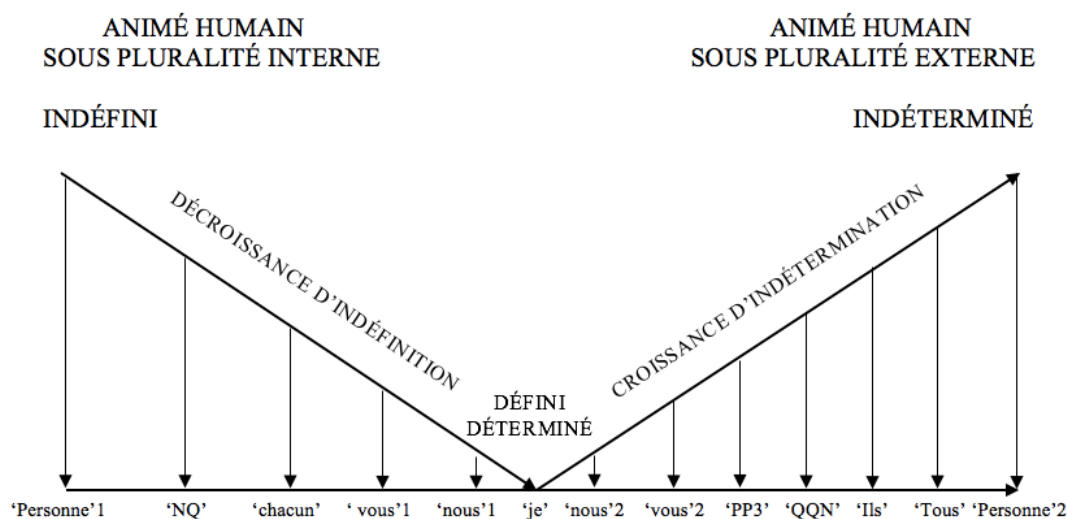 ANIMÉ HUMAIN
SOUS PLURALITÉ INTERNE
INDÉFINI
ANIMÉ HUMAIN
SOUS PLURALITÉ EXTERNE
INDÉTERMINÉ
DÉCROISSANCE D'INDÉFINITION
CROISSANCE D'INDÉTERMINATION
DÉFINI
DÉTERMINÉ
'Personne'1 'NQ' 'chacun' ' vous'1 'nous'1 'je' 'nous'2 'vous'2 'PP3' 'QQN' 'Ils' 'Tous' 'Personne'2